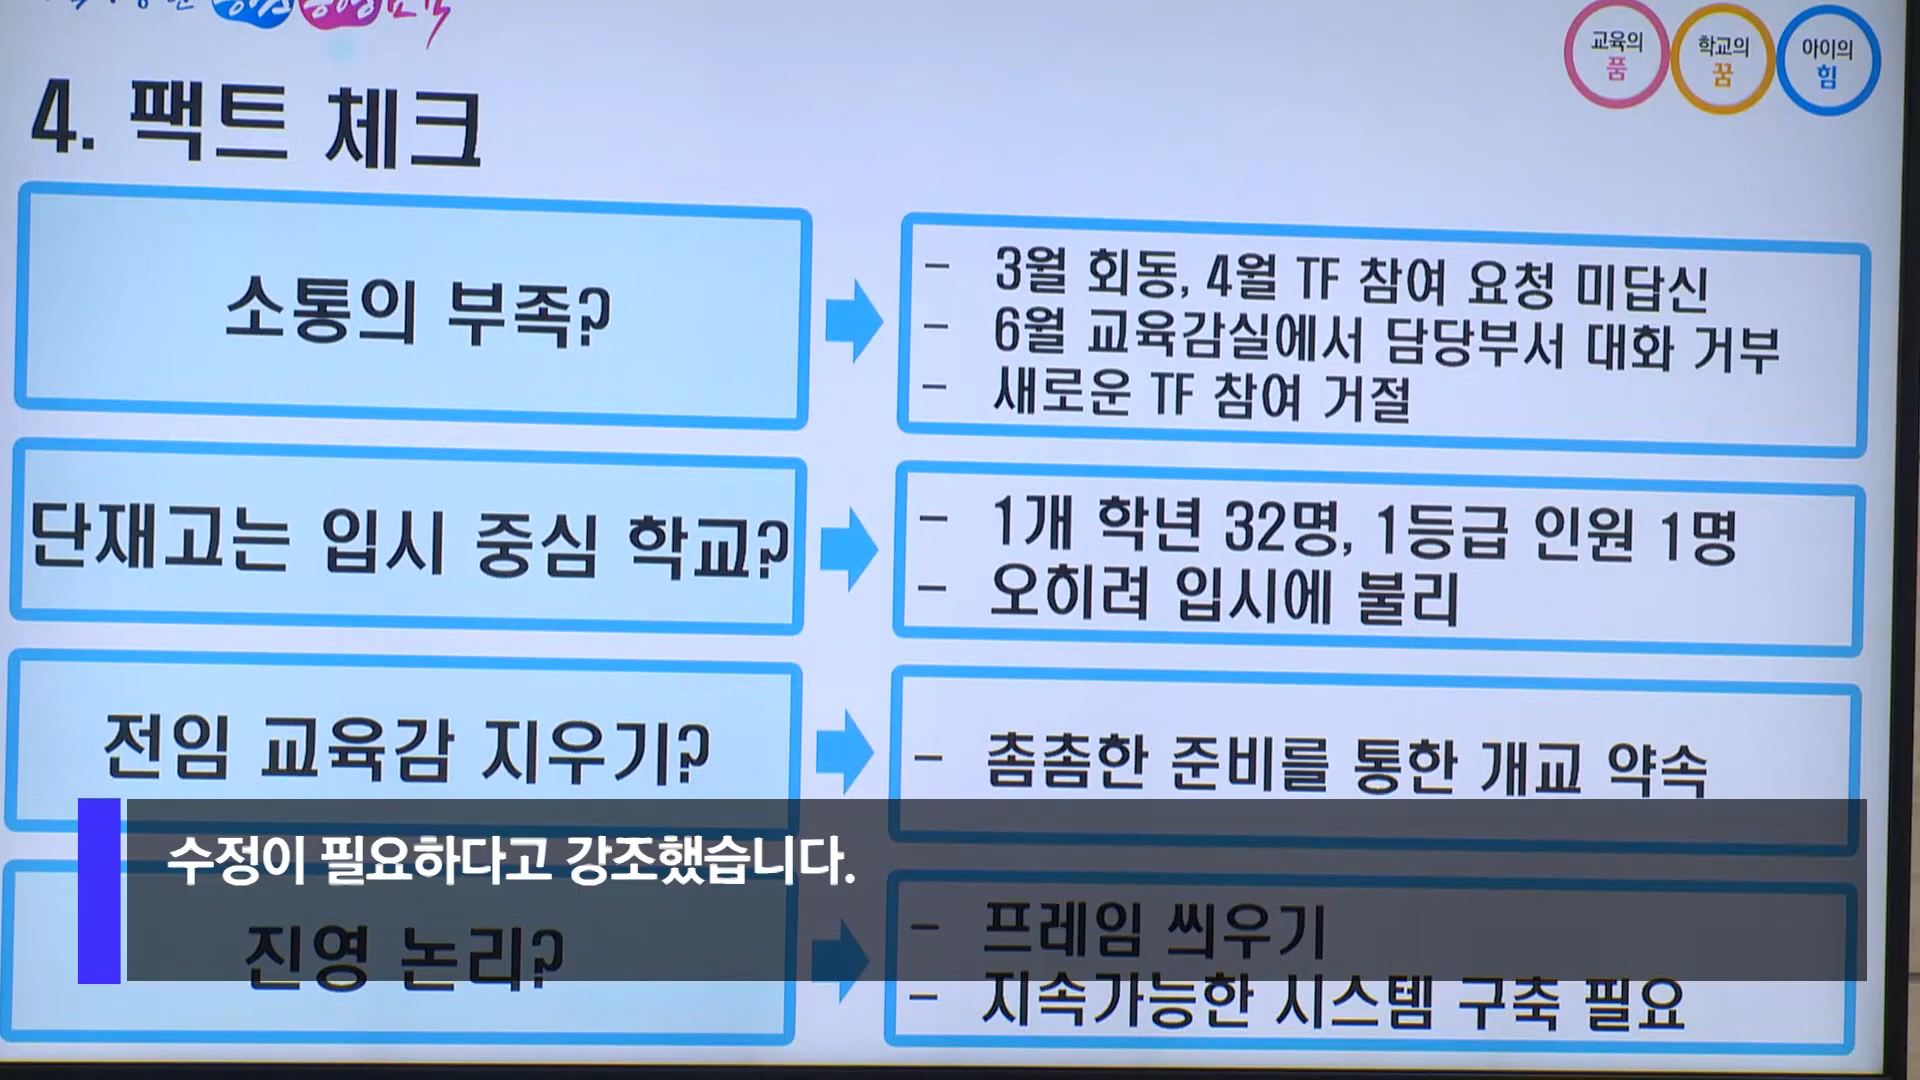 교육의
품
학교의
꿈
아이의
힘
4. 팩트 체크
소통의 부족?
- 3월 회동, 4월 TF 참여 요청 미답신
- 6월 교육감실에서 담당부서 대화 거부
- 새로운 TF 참여 거절
단재고는 입시 중심 학교?
- 1개 학년 32명, 1등급 인원 1명
- 오히려 입시에 불리
전임 교육감 지우기?
- 촘촘한 준비를 통한 개교 약속
수정이 필요하다고 강조했습니다.
진영 논리?
- 프레임 씌우기
- 지속가능한 시스템 구축 필요